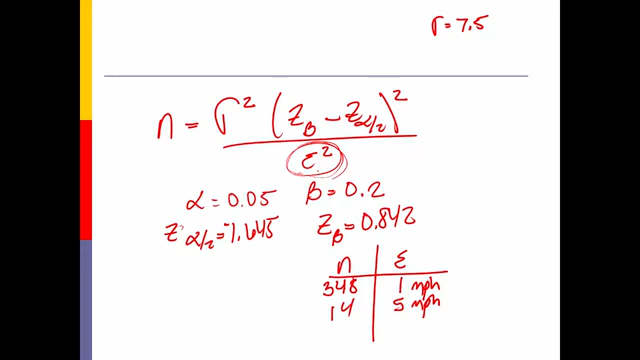 σ = 7.5
n = σ² (Z_β - Z_α/2)² / ε²
α = 0.05 β = 0.2
Z_α/2 = -1.645 Z_β = 0.842
n ε
348 1 mph
14 5 mph